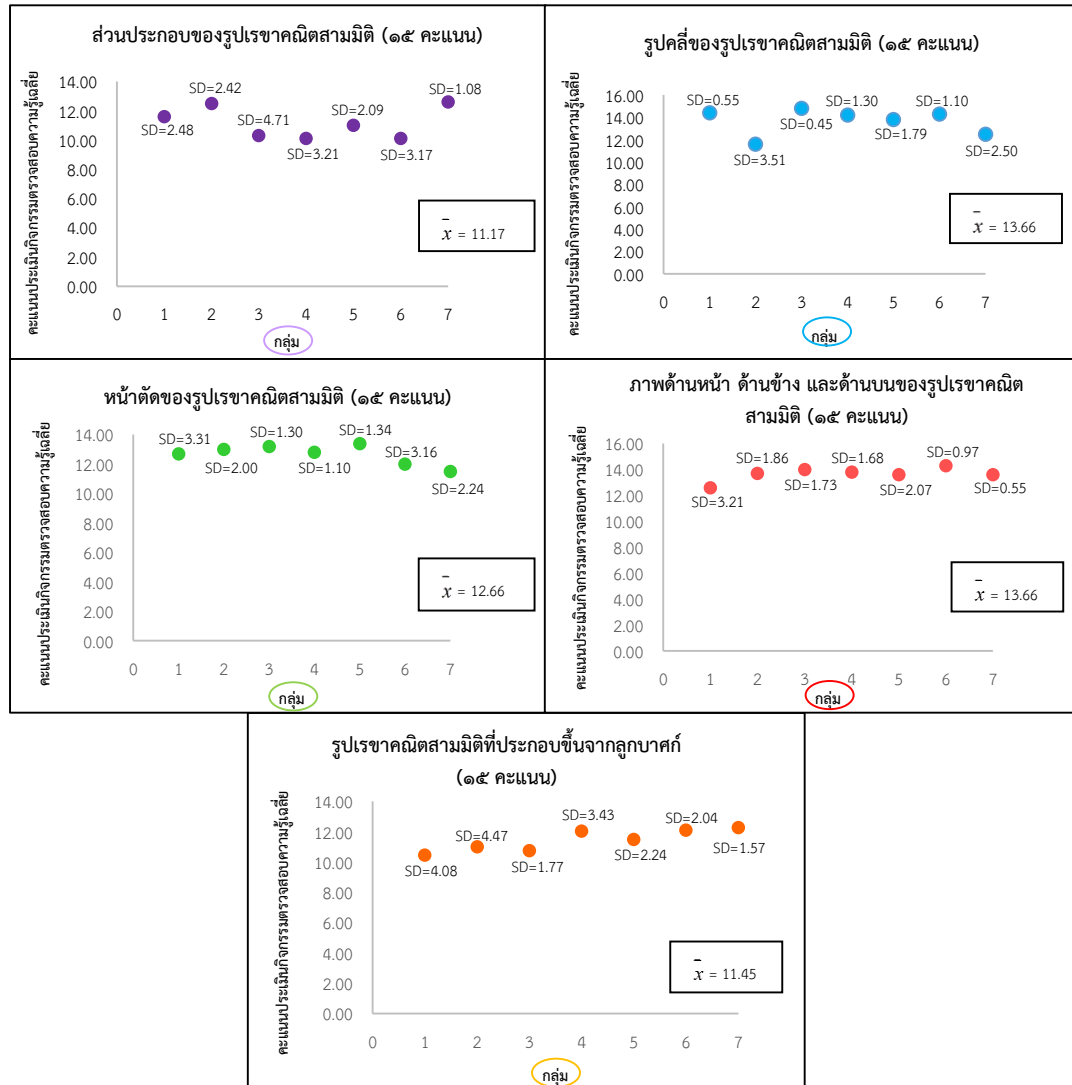 ส่วนประกอบของรูปเรขาคณิตสามมิติ (๑๕ คะแนน)
คะแนนประเมินกิจกรรมตรวจสอบความรู้เฉลี่ย
14.00
12.00
10.00
8.00
6.00
4.00
2.00
0.00
SD=2.48
SD=2.42
SD=4.71
SD=3.21
SD=2.09
SD=3.17
SD=1.08
x̄ = 11.17
0 1 2 3 4 5 6 7
กลุ่ม
รูปคลี่ของรูปเรขาคณิตสามมิติ (๑๕ คะแนน)
คะแนนประเมินกิจกรรมตรวจสอบความรู้เฉลี่ย
16.00
14.00
12.00
10.00
8.00
6.00
4.00
2.00
0.00
SD=0.55
SD=3.51
SD=0.45
SD=1.30
SD=1.79
SD=1.10
SD=2.50
x̄ = 13.66
0 1 2 3 4 5 6 7
กลุ่ม
หน้าตัดของรูปเรขาคณิตสามมิติ (๑๕ คะแนน)
คะแนนประเมินกิจกรรมตรวจสอบความรู้เฉลี่ย
14.00
12.00
10.00
8.00
6.00
4.00
2.00
0.00
SD=3.31
SD=2.00
SD=1.30
SD=1.10
SD=1.34
SD=3.16
SD=2.24
x̄ = 12.66
0 1 2 3 4 5 6 7
กลุ่ม
ภาพด้านหน้า ด้านข้าง และด้านบนของรูปเรขาคณิต
สามมิติ (๑๕ คะแนน)
คะแนนประเมินกิจกรรมตรวจสอบความรู้เฉลี่ย
16.00
14.00
12.00
10.00
8.00
6.00
4.00
2.00
0.00
SD=3.21
SD=1.86
SD=1.73
SD=1.68
SD=2.07
SD=0.97
SD=0.55
x̄ = 13.66
0 1 2 3 4 5 6 7
กลุ่ม
รูปเรขาคณิตสามมิติที่ประกอบขึ้นจากลูกบาศก์
(๑๕ คะแนน)
คะแนนประเมินกิจกรรมตรวจสอบความรู้เฉลี่ย
14.00
12.00
10.00
8.00
6.00
4.00
2.00
0.00
SD=4.08
SD=4.47
SD=1.77
SD=3.43
SD=2.24
SD=2.04
SD=1.57
x̄ = 11.45
0 1 2 3 4 5 6 7
กลุ่ม